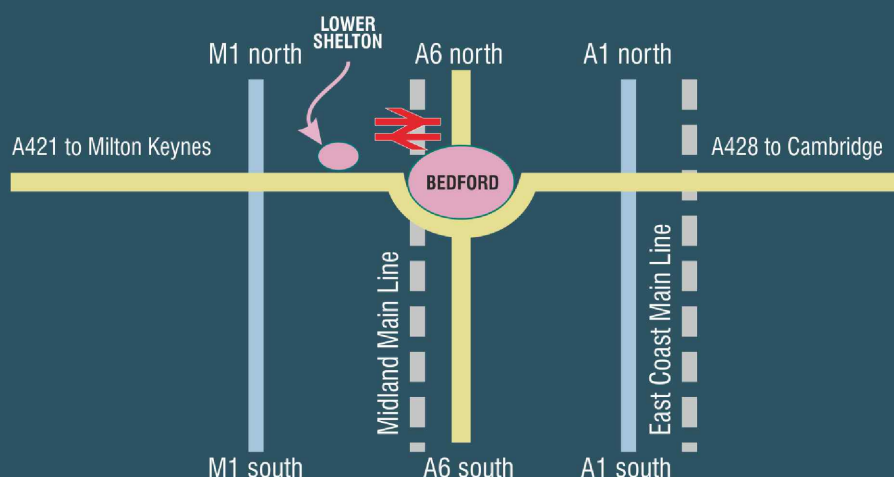 LOWER
SHELTON
M1 north
A6 north
A1 north
A421 to Milton Keynes
A428 to Cambridge
BEDFORD
Midland Main Line
East Coast Main Line
M1 south
A6 south
A1 south